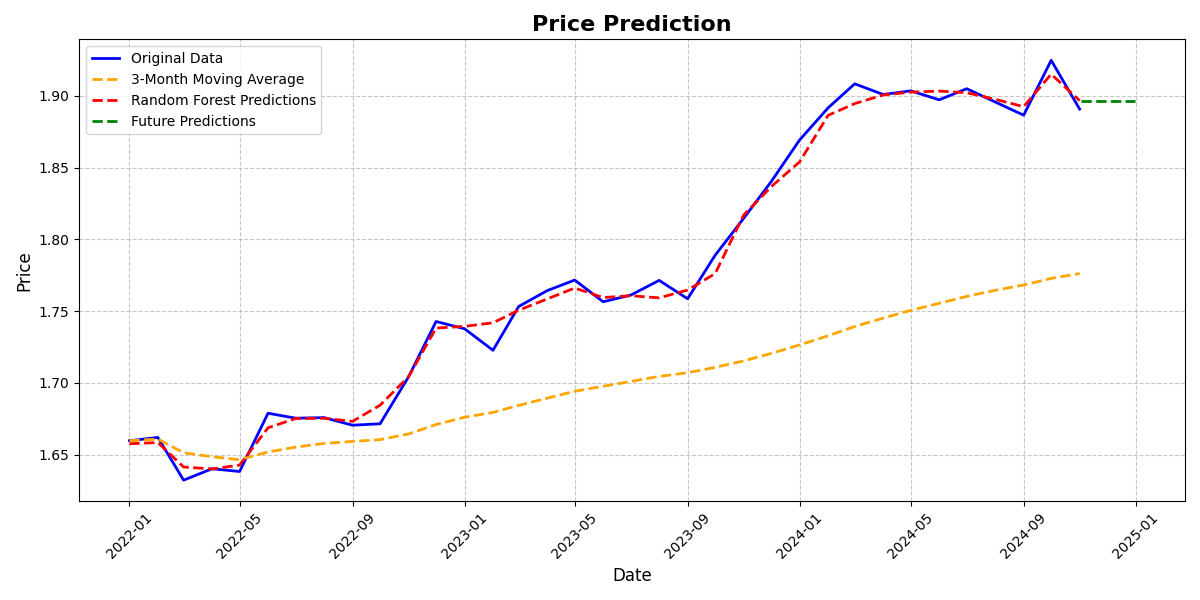 Price Prediction
Original Data
3-Month Moving Average
Random Forest Predictions
Future Predictions
Price
1.90
1.85
1.80
1.75
1.70
1.65
2022-01
2022-05
2022-09
2023-01
2023-05
2023-09
2024-01
2024-05
2024-09
2025-01
Date